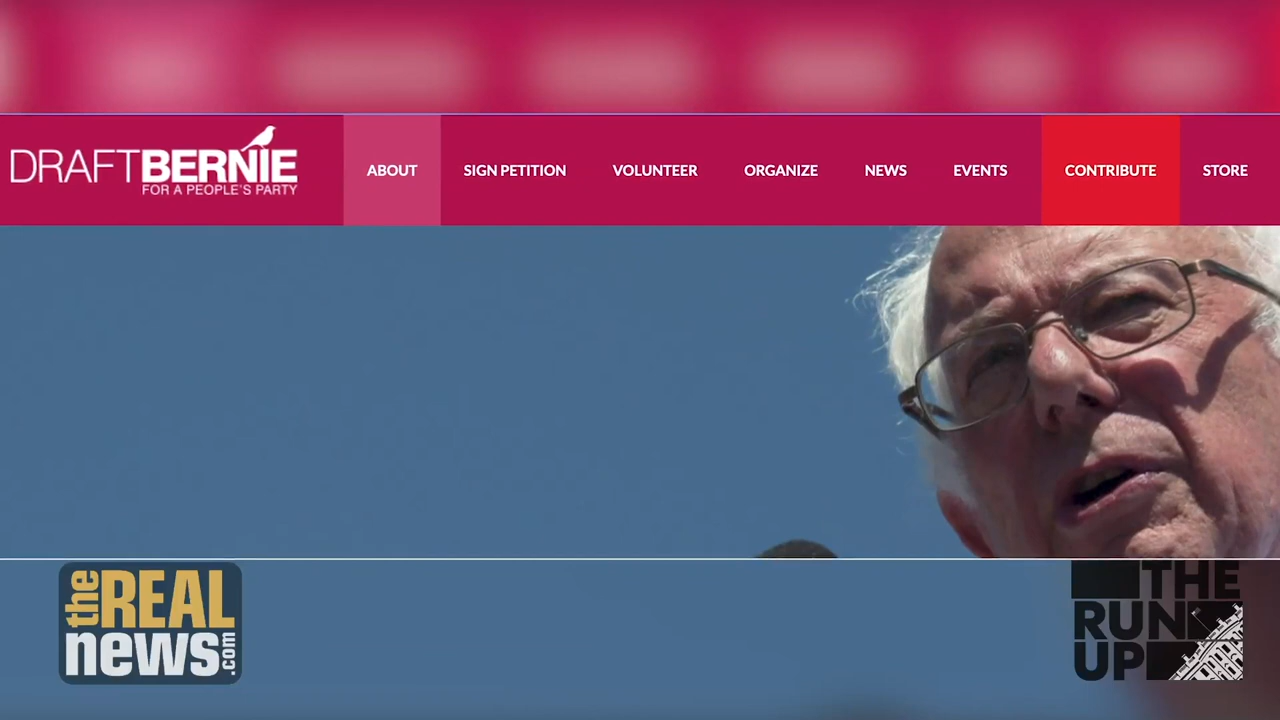 DRAFTBERNIE
FOR A PEOPLE'S PARTY
ABOUT
SIGN PETITION
VOLUNTEER
ORGANIZE
NEWS
EVENTS
CONTRIBUTE
STORE
the REAL
news.com
THE
RUN
UP